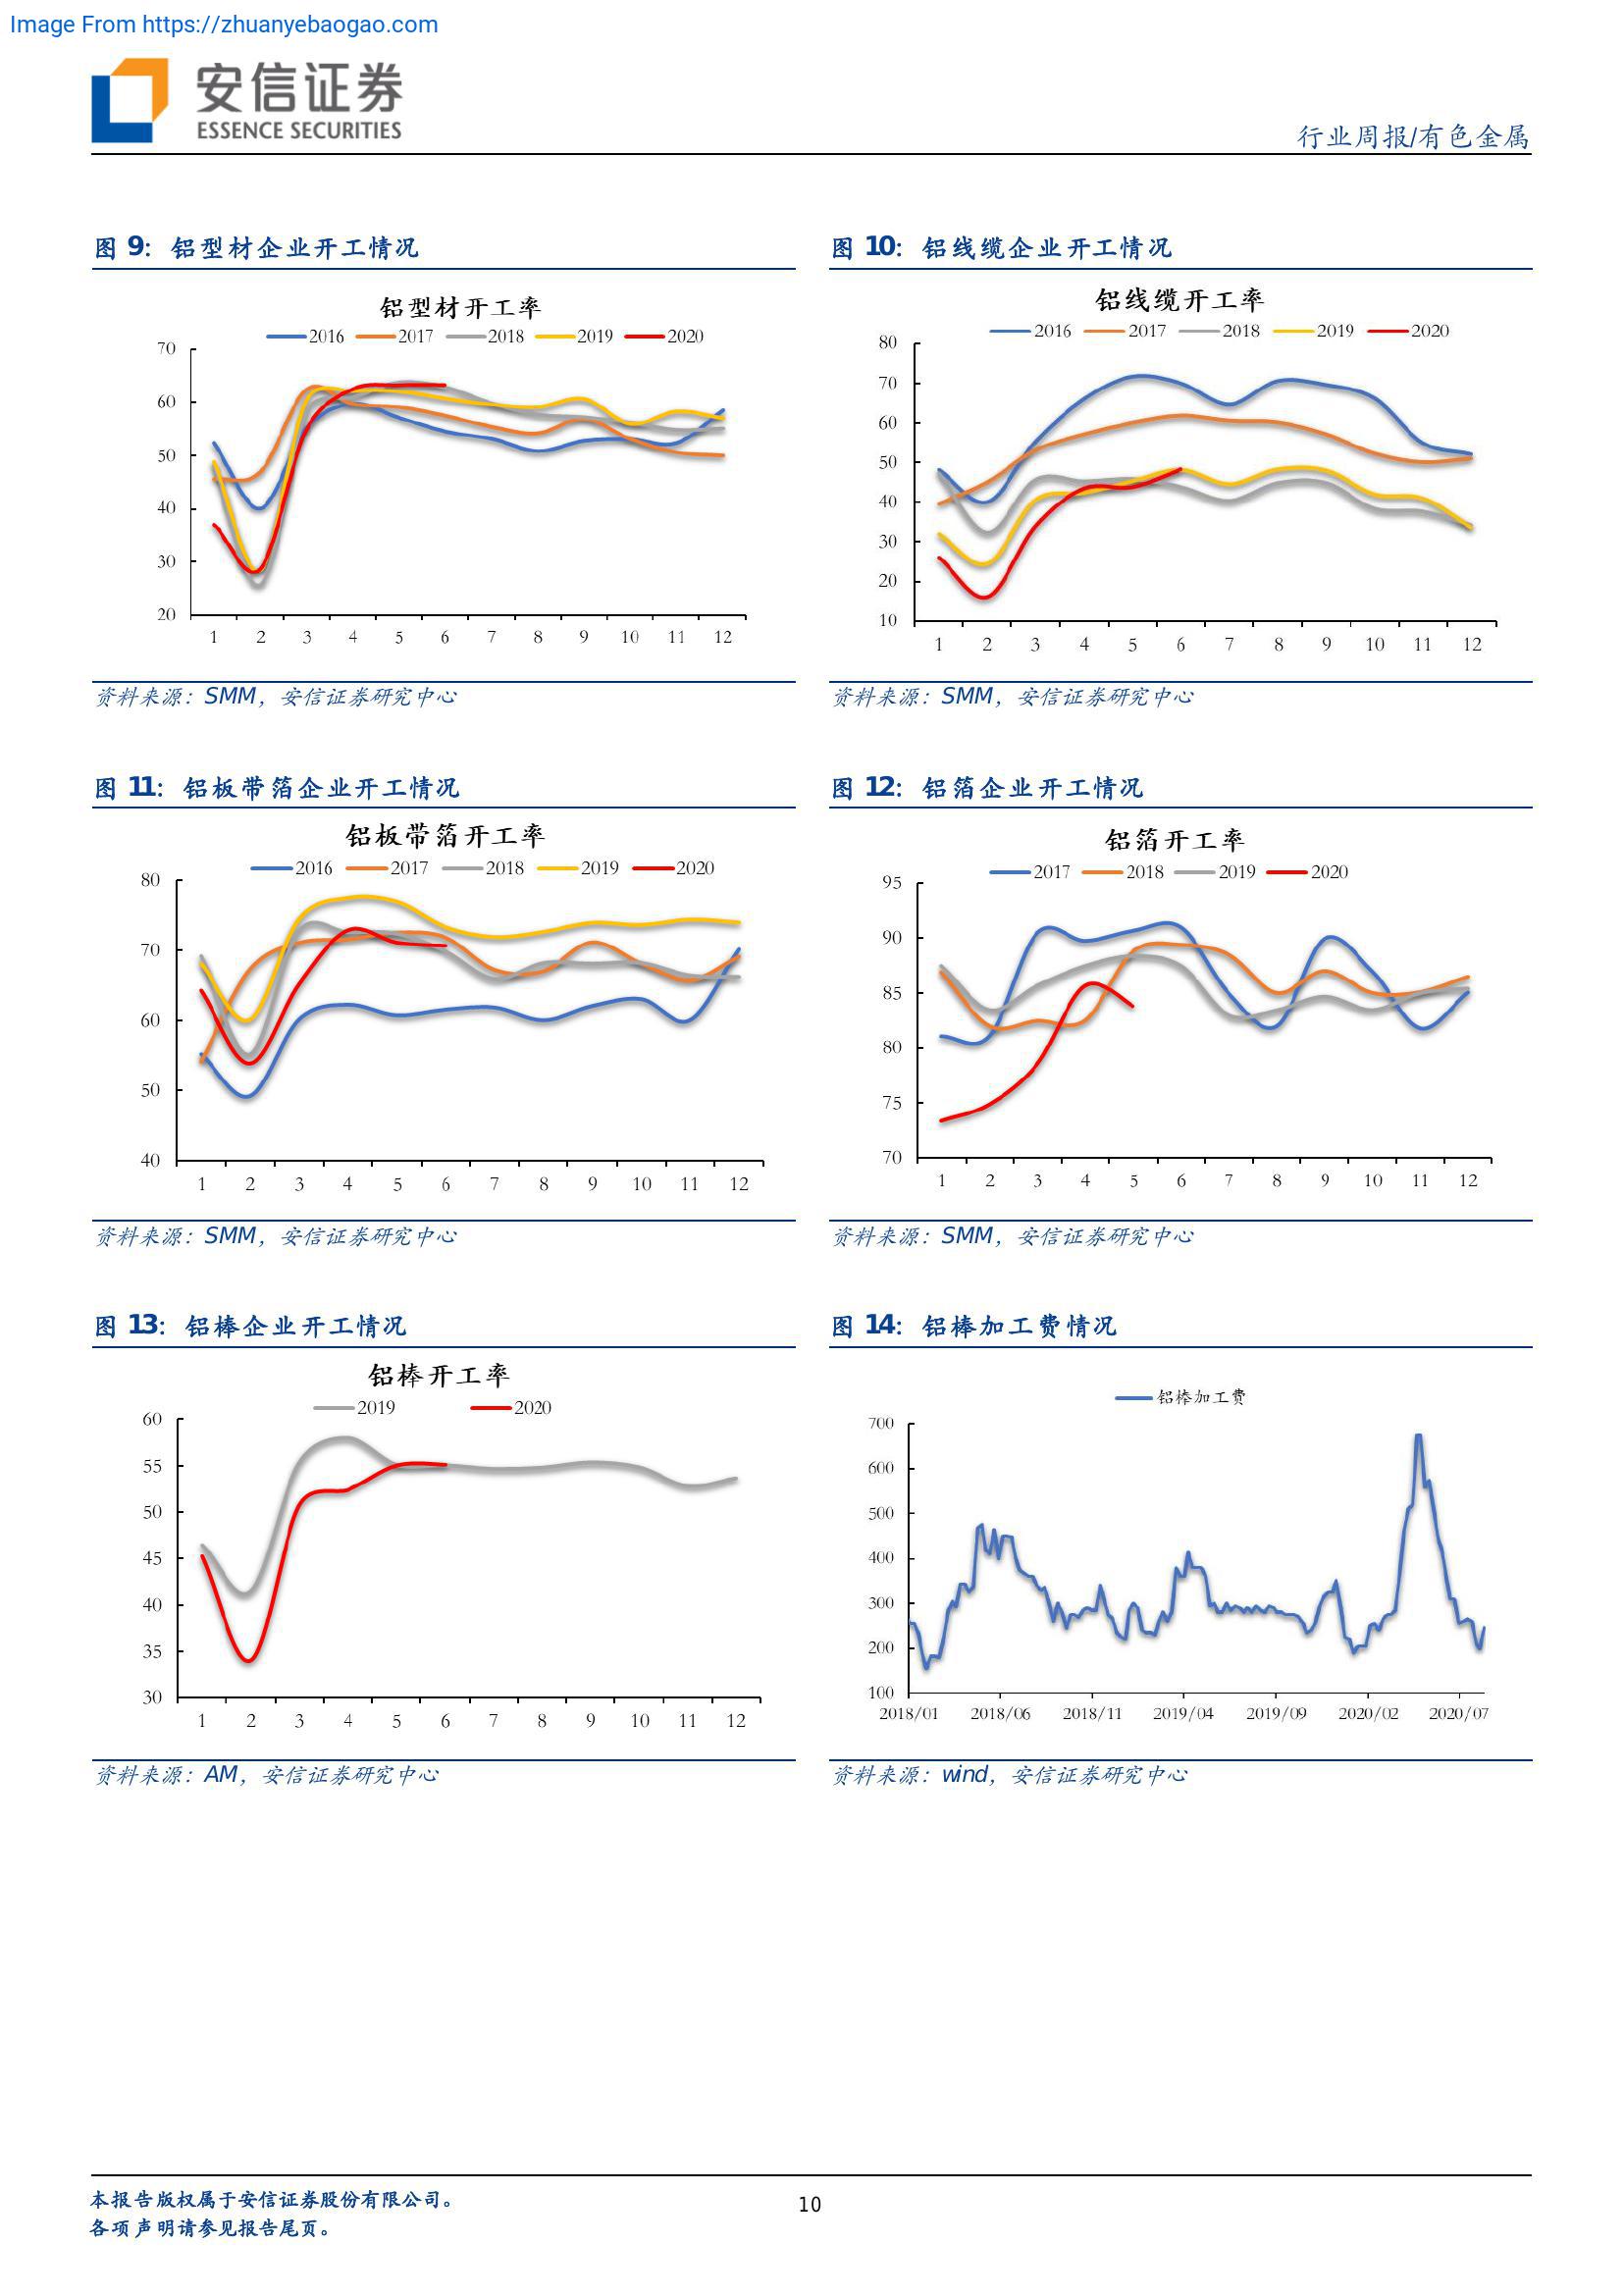 Image From https://zhuanyebaogao.com
安信证券
ESSENCE SECURITIES
行业周报/有色金属
图 9：铝型材企业开工情况
铝型材开工率
2016 2017 2018 2019 2020
70
60
50
40
30
20
1 2 3 4 5 6 7 8 9 10 11 12
资料来源：SMM，安信证券研究中心
图 10：铝线缆企业开工情况
铝线缆开工率
2016 2017 2018 2019 2020
80
70
60
50
40
30
20
10
1 2 3 4 5 6 7 8 9 10 11 12
资料来源：SMM，安信证券研究中心
图 11：铝板带箔企业开工情况
铝板带箔开工率
2016 2017 2018 2019 2020
80
70
60
50
40
1 2 3 4 5 6 7 8 9 10 11 12
资料来源：SMM，安信证券研究中心
图 12：铝箔企业开工情况
铝箔开工率
2017 2018 2019 2020
95
90
85
80
75
70
1 2 3 4 5 6 7 8 9 10 11 12
资料来源：SMM，安信证券研究中心
图 13：铝棒企业开工情况
铝棒开工率
2019 2020
60
55
50
45
40
35
30
1 2 3 4 5 6 7 8 9 10 11 12
资料来源：AM，安信证券研究中心
图 14：铝棒加工费情况
铝棒加工费
700
600
500
400
300
200
100
2018/01 2018/06 2018/11 2019/04 2019/09 2020/02 2020/07
资料来源：wind，安信证券研究中心
本报告版权属于安信证券股份有限公司。
各项声明请参见报告尾页。
10